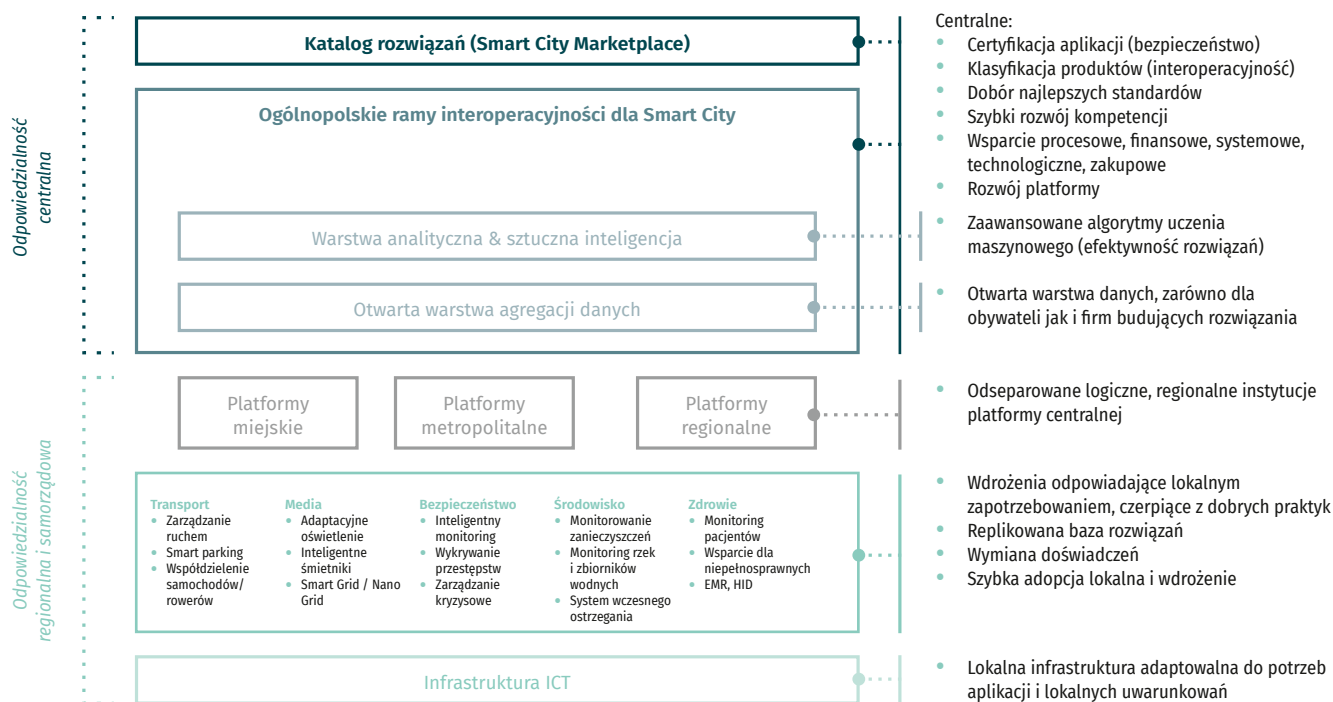 Odpowiedzialność
centralna
Katalog rozwiązań (Smart City Marketplace)
Ogólnopolskie ramy interoperacyjności dla Smart City
Warstwa analityczna & sztuczna inteligencja
Otwarta warstwa agregacji danych
Centralne:
• Certyfikacja aplikacji (bezpieczeństwo)
• Klasyfikacja produktów (interoperacyjność)
• Dobór najlepszych standardów
• Szybki rozwój kompetencji
• Wsparcie procesowe, finansowe, systemowe,
technologiczne, zakupowe
• Rozwój platformy
• Zaawansowane algorytmy uczenia
maszynowego (efektywność rozwiązań)
• Otwarta warstwa danych, zarówno dla
obywateli jak i firm budujących rozwiązania
Odpowiedzialność
regionalna i samorządowa
Platformy
miejskie
Platformy
metropolitalne
Platformy
regionalne
• Odseparowane logiczne, regionalne instytucje
platformy centralnej
Transport
• Zarządzanie
ruchem
• Smart parking
• Współdzielenie
samochodów/
rowerów
Media
• Adaptacyjne
oświetlenie
• Inteligentne
śmietniki
• Smart Grid / Nano
Grid
Bezpieczeństwo
• Inteligentny
monitoring
• Wykrywanie
przestępstw
• Zarządzanie
kryzysowe
Środowisko
• Monitorowanie
zanieczyszczeń
• Monitoring rzek
i zbiorników
wodnych
• System wczesnego
ostrzegania
Zdrowie
• Monitoring
pacjentów
• Wsparcie dla
niepełnosprawnych
• EMR, HID
• Wdrożenia odpowiadające lokalnym
zapotrzebowaniem, czerpiące z dobrych praktyk
• Replikowana baza rozwiązań
• Wymiana doświadczeń
• Szybka adopcja lokalna i wdrożenie
Infrastruktura ICT
• Lokalna infrastruktura adaptowalna do potrzeb
aplikacji i lokalnych uwarunkowań